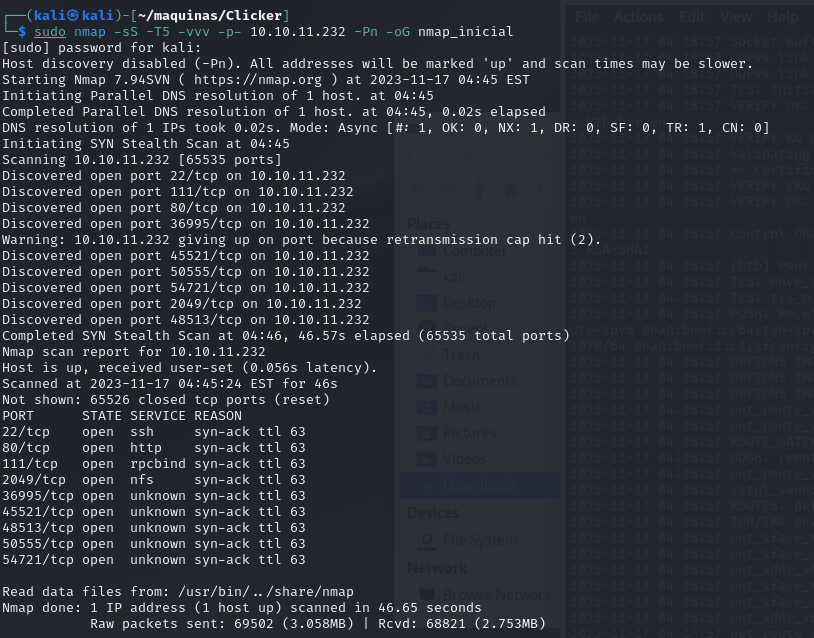 ┌──(kali㉿kali)-[~/maquinas/Clicker]
└─$ sudo nmap -sS -T5 -vvv -p- 10.10.11.232 -Pn -oG nmap_inicial
[sudo] password for kali:
Host discovery disabled (-Pn). All addresses will be marked 'up' and scan times may be slower.
Starting Nmap 7.94SVN ( https://nmap.org ) at 2023-11-17 04:45 EST
Initiating Parallel DNS resolution of 1 host. at 04:45
Completed Parallel DNS resolution of 1 host. at 04:45, 0.02s elapsed
DNS resolution of 1 IPs took 0.02s. Mode: Async [#: 1, OK: 0, NX: 1, DR: 0, SF: 0, TR: 1, CN: 0]
Initiating SYN Stealth Scan at 04:45
Scanning 10.10.11.232 [65535 ports]
Discovered open port 22/tcp on 10.10.11.232
Discovered open port 111/tcp on 10.10.11.232
Discovered open port 80/tcp on 10.10.11.232
Discovered open port 36995/tcp on 10.10.11.232
Warning: 10.10.11.232 giving up on port because retransmission cap hit (2).
Discovered open port 45521/tcp on 10.10.11.232
Discovered open port 50555/tcp on 10.10.11.232
Discovered open port 54721/tcp on 10.10.11.232
Discovered open port 2049/tcp on 10.10.11.232
Discovered open port 48513/tcp on 10.10.11.232
Completed SYN Stealth Scan at 04:46, 46.57s elapsed (65535 total ports)
Nmap scan report for 10.10.11.232
Host is up, received user-set (0.056s latency).
Scanned at 2023-11-17 04:45:24 EST for 46s
Not shown: 65526 closed tcp ports (reset)
PORT      STATE SERVICE REASON
22/tcp    open  ssh     syn-ack ttl 63
80/tcp    open  http    syn-ack ttl 63
111/tcp   open  rpcbind syn-ack ttl 63
2049/tcp  open  nfs     syn-ack ttl 63
36995/tcp open  unknown syn-ack ttl 63
45521/tcp open  unknown syn-ack ttl 63
48513/tcp open  unknown syn-ack ttl 63
50555/tcp open  unknown syn-ack ttl 63
54721/tcp open  unknown syn-ack ttl 63
Read data files from: /usr/bin/../share/nmap
Nmap done: 1 IP address (1 host up) scanned in 46.65 seconds
Raw packets sent: 69502 (3.058MB) | Rcvd: 68821 (2.753MB)
File Actions Edit View Help
Places
Computer
kali
Desktop
Trash
Documents
Music
Pictures
Videos
Downloads
Devices
File System
Network
Browse Network